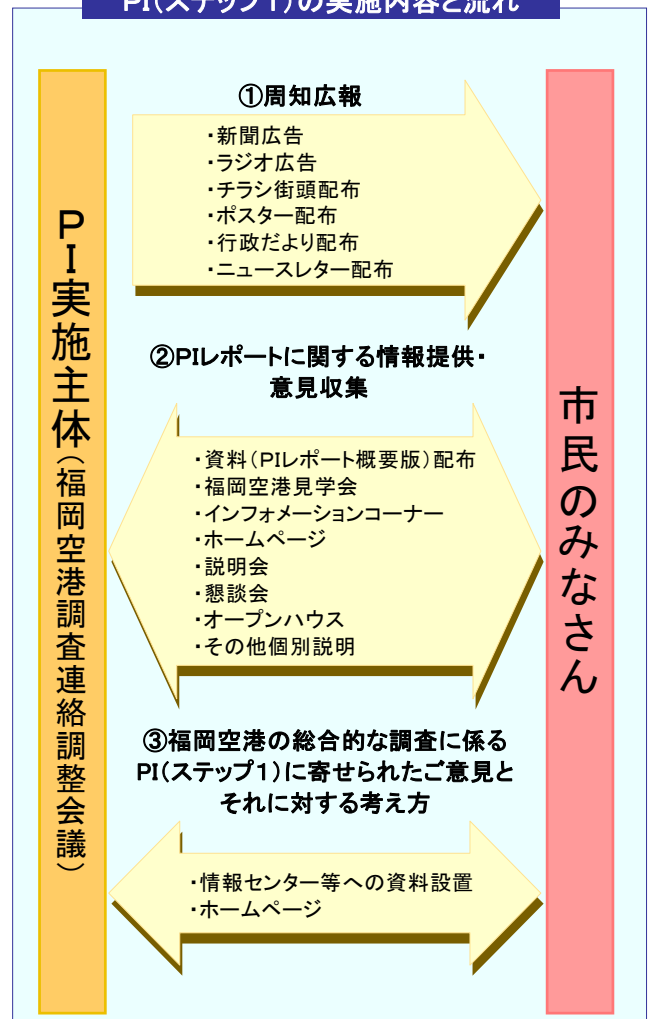 PI(ステップ1)の実施内容と流れ
PI実施主体(福岡空港調査連絡調整会議)
①周知広報
・新聞広告
・ラジオ広告
・チラシ街頭配布
・ポスター配布
・行政だより配布
・ニュースレター配布
②PIレポートに関する情報提供・
意見収集
・資料(PIレポート概要版)配布
・福岡空港見学会
・インフォメーションコーナー
・ホームページ
・説明会
・懇談会
・オープンハウス
・その他個別説明
③福岡空港の総合的な調査に係る
PI(ステップ1)に寄せられたご意見と
それに対する考え方
・情報センター等への資料設置
・ホームページ
市民のみなさん